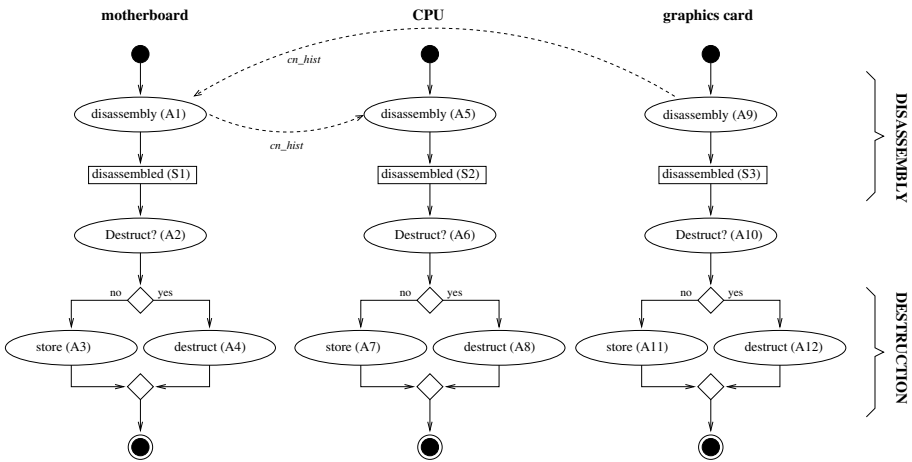 motherboard
CPU
graphics card
cn_hist
disassembly (A1)
disassembly (A5)
disassembly (A9)
cn_hist
DISASSEMBLY
disassembled (S1)
disassembled (S2)
disassembled (S3)
Destruct? (A2)
Destruct? (A6)
Destruct? (A10)
no
yes
no
yes
no
yes
store (A3)
destruct (A4)
store (A7)
destruct (A8)
store (A11)
destruct (A12)
DESTRUCTION